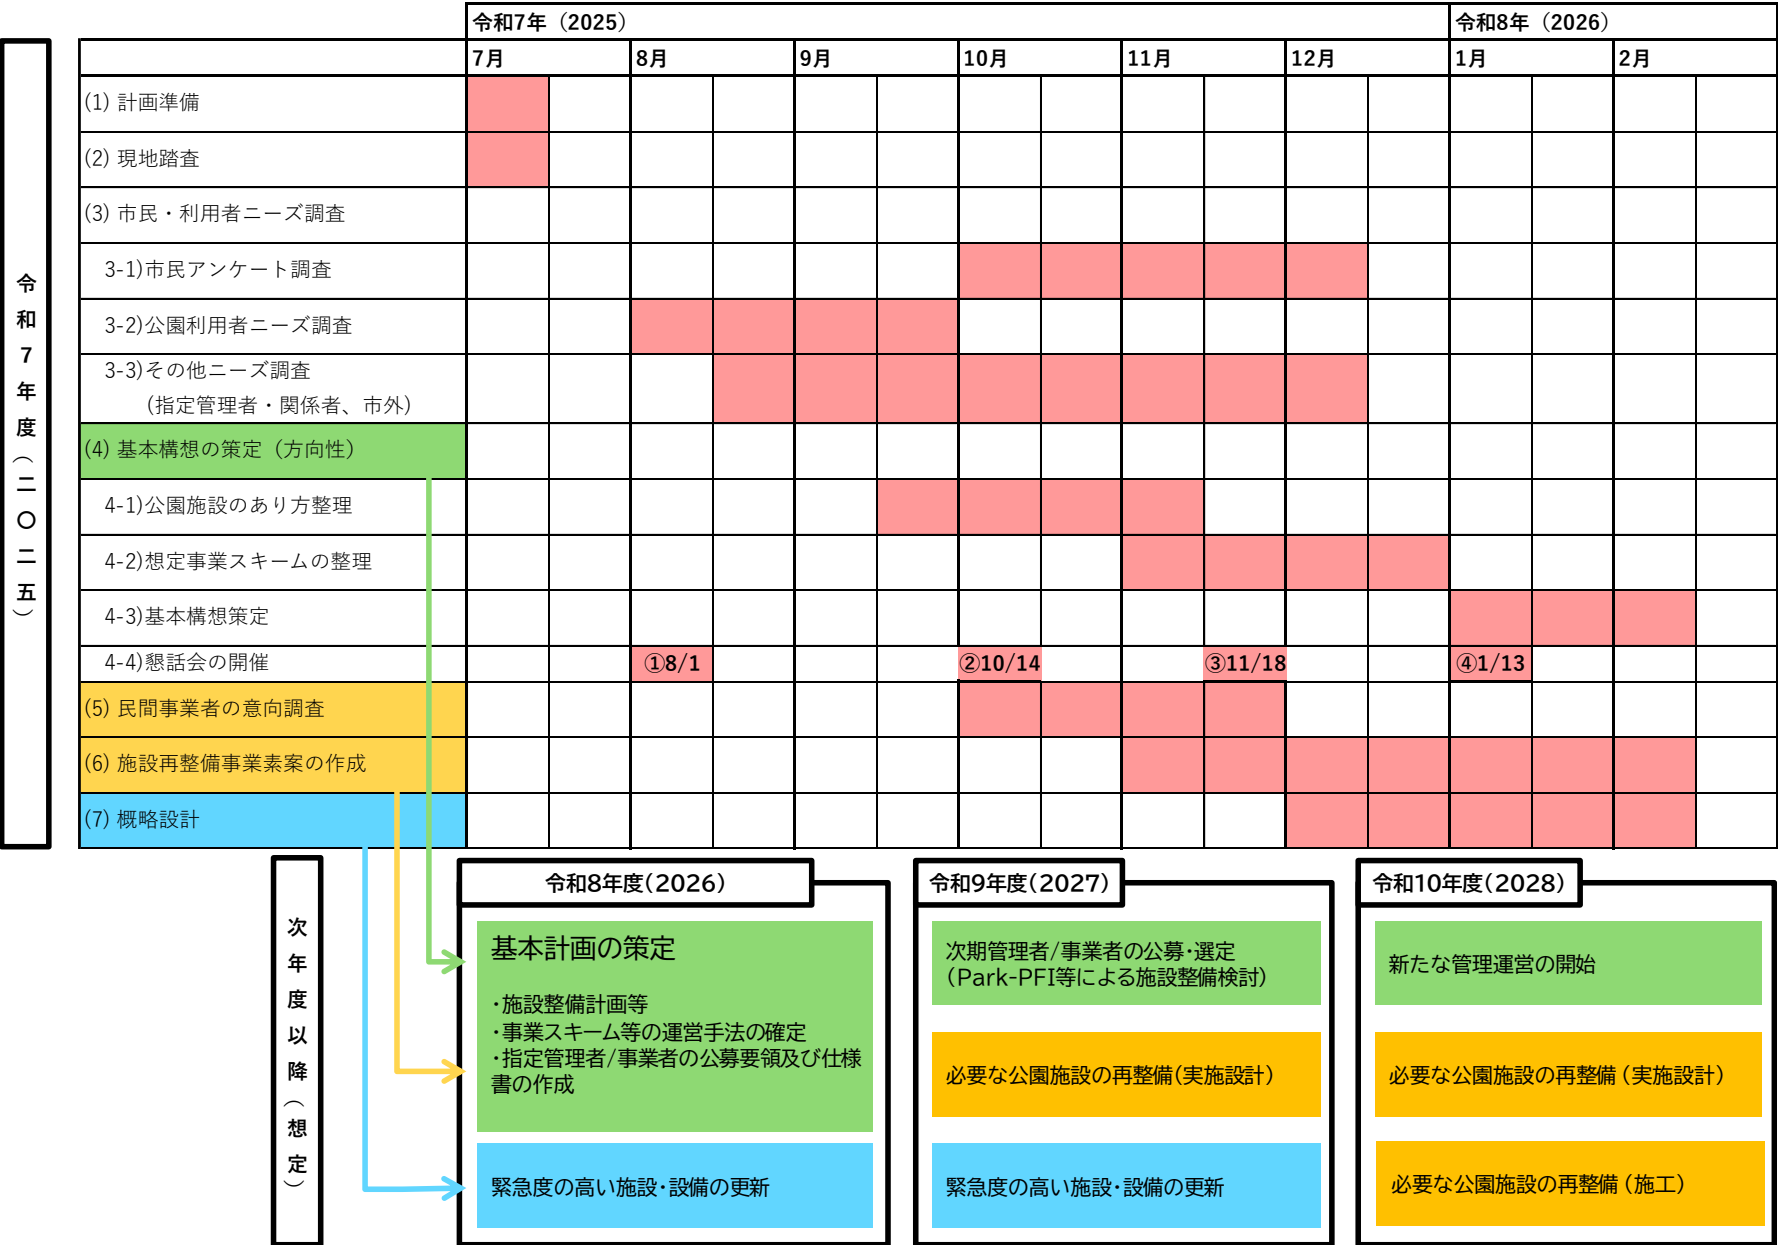 令和7年（2025）
令和8年（2026）
7月
8月
9月
10月
11月
12月
1月
2月
令和7年度（二〇二五）
(1) 計画準備
(2) 現地踏査
(3) 市民・利用者ニーズ調査
3-1)市民アンケート調査
3-2)公園利用者ニーズ調査
3-3)その他ニーズ調査
（指定管理者・関係者、市外）
(4) 基本構想の策定（方向性）
4-1)公園施設のあり方整理
4-2)想定事業スキームの整理
4-3)基本構想策定
4-4)懇話会の開催
①8/1
②10/14
③11/18
④1/13
(5) 民間事業者の意向調査
(6) 施設再整備事業素案の作成
(7) 概略設計
次年度以降（想定）
令和8年度(2026)
基本計画の策定
・施設整備計画等
・事業スキーム等の運営手法の確定
・指定管理者/事業者の公募要領及び仕様
書の作成
緊急度の高い施設・設備の更新
令和9年度(2027)
次期管理者/事業者の公募・選定
(Park-PFI等による施設整備検討)
必要な公園施設の再整備(実施設計)
緊急度の高い施設・設備の更新
令和10年度(2028)
新たな管理運営の開始
必要な公園施設の再整備(実施設計)
必要な公園施設の再整備(施工)